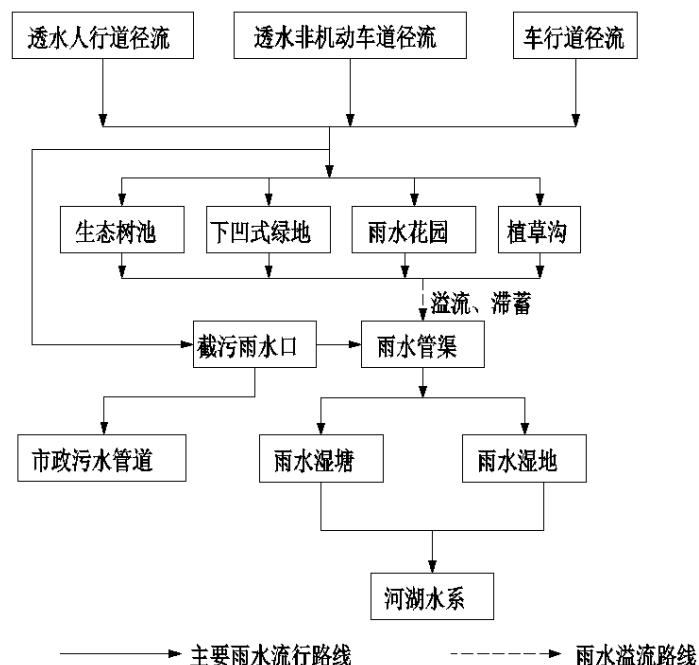 透水人行道径流
透水非机动车道径流
车行道径流
生态树池
下凹式绿地
雨水花园
植草沟
溢流、滞蓄
截污雨水口
雨水管渠
市政污水管道
雨水湿塘
雨水湿地
河湖水系
主要雨水流行路线
雨水溢流路线